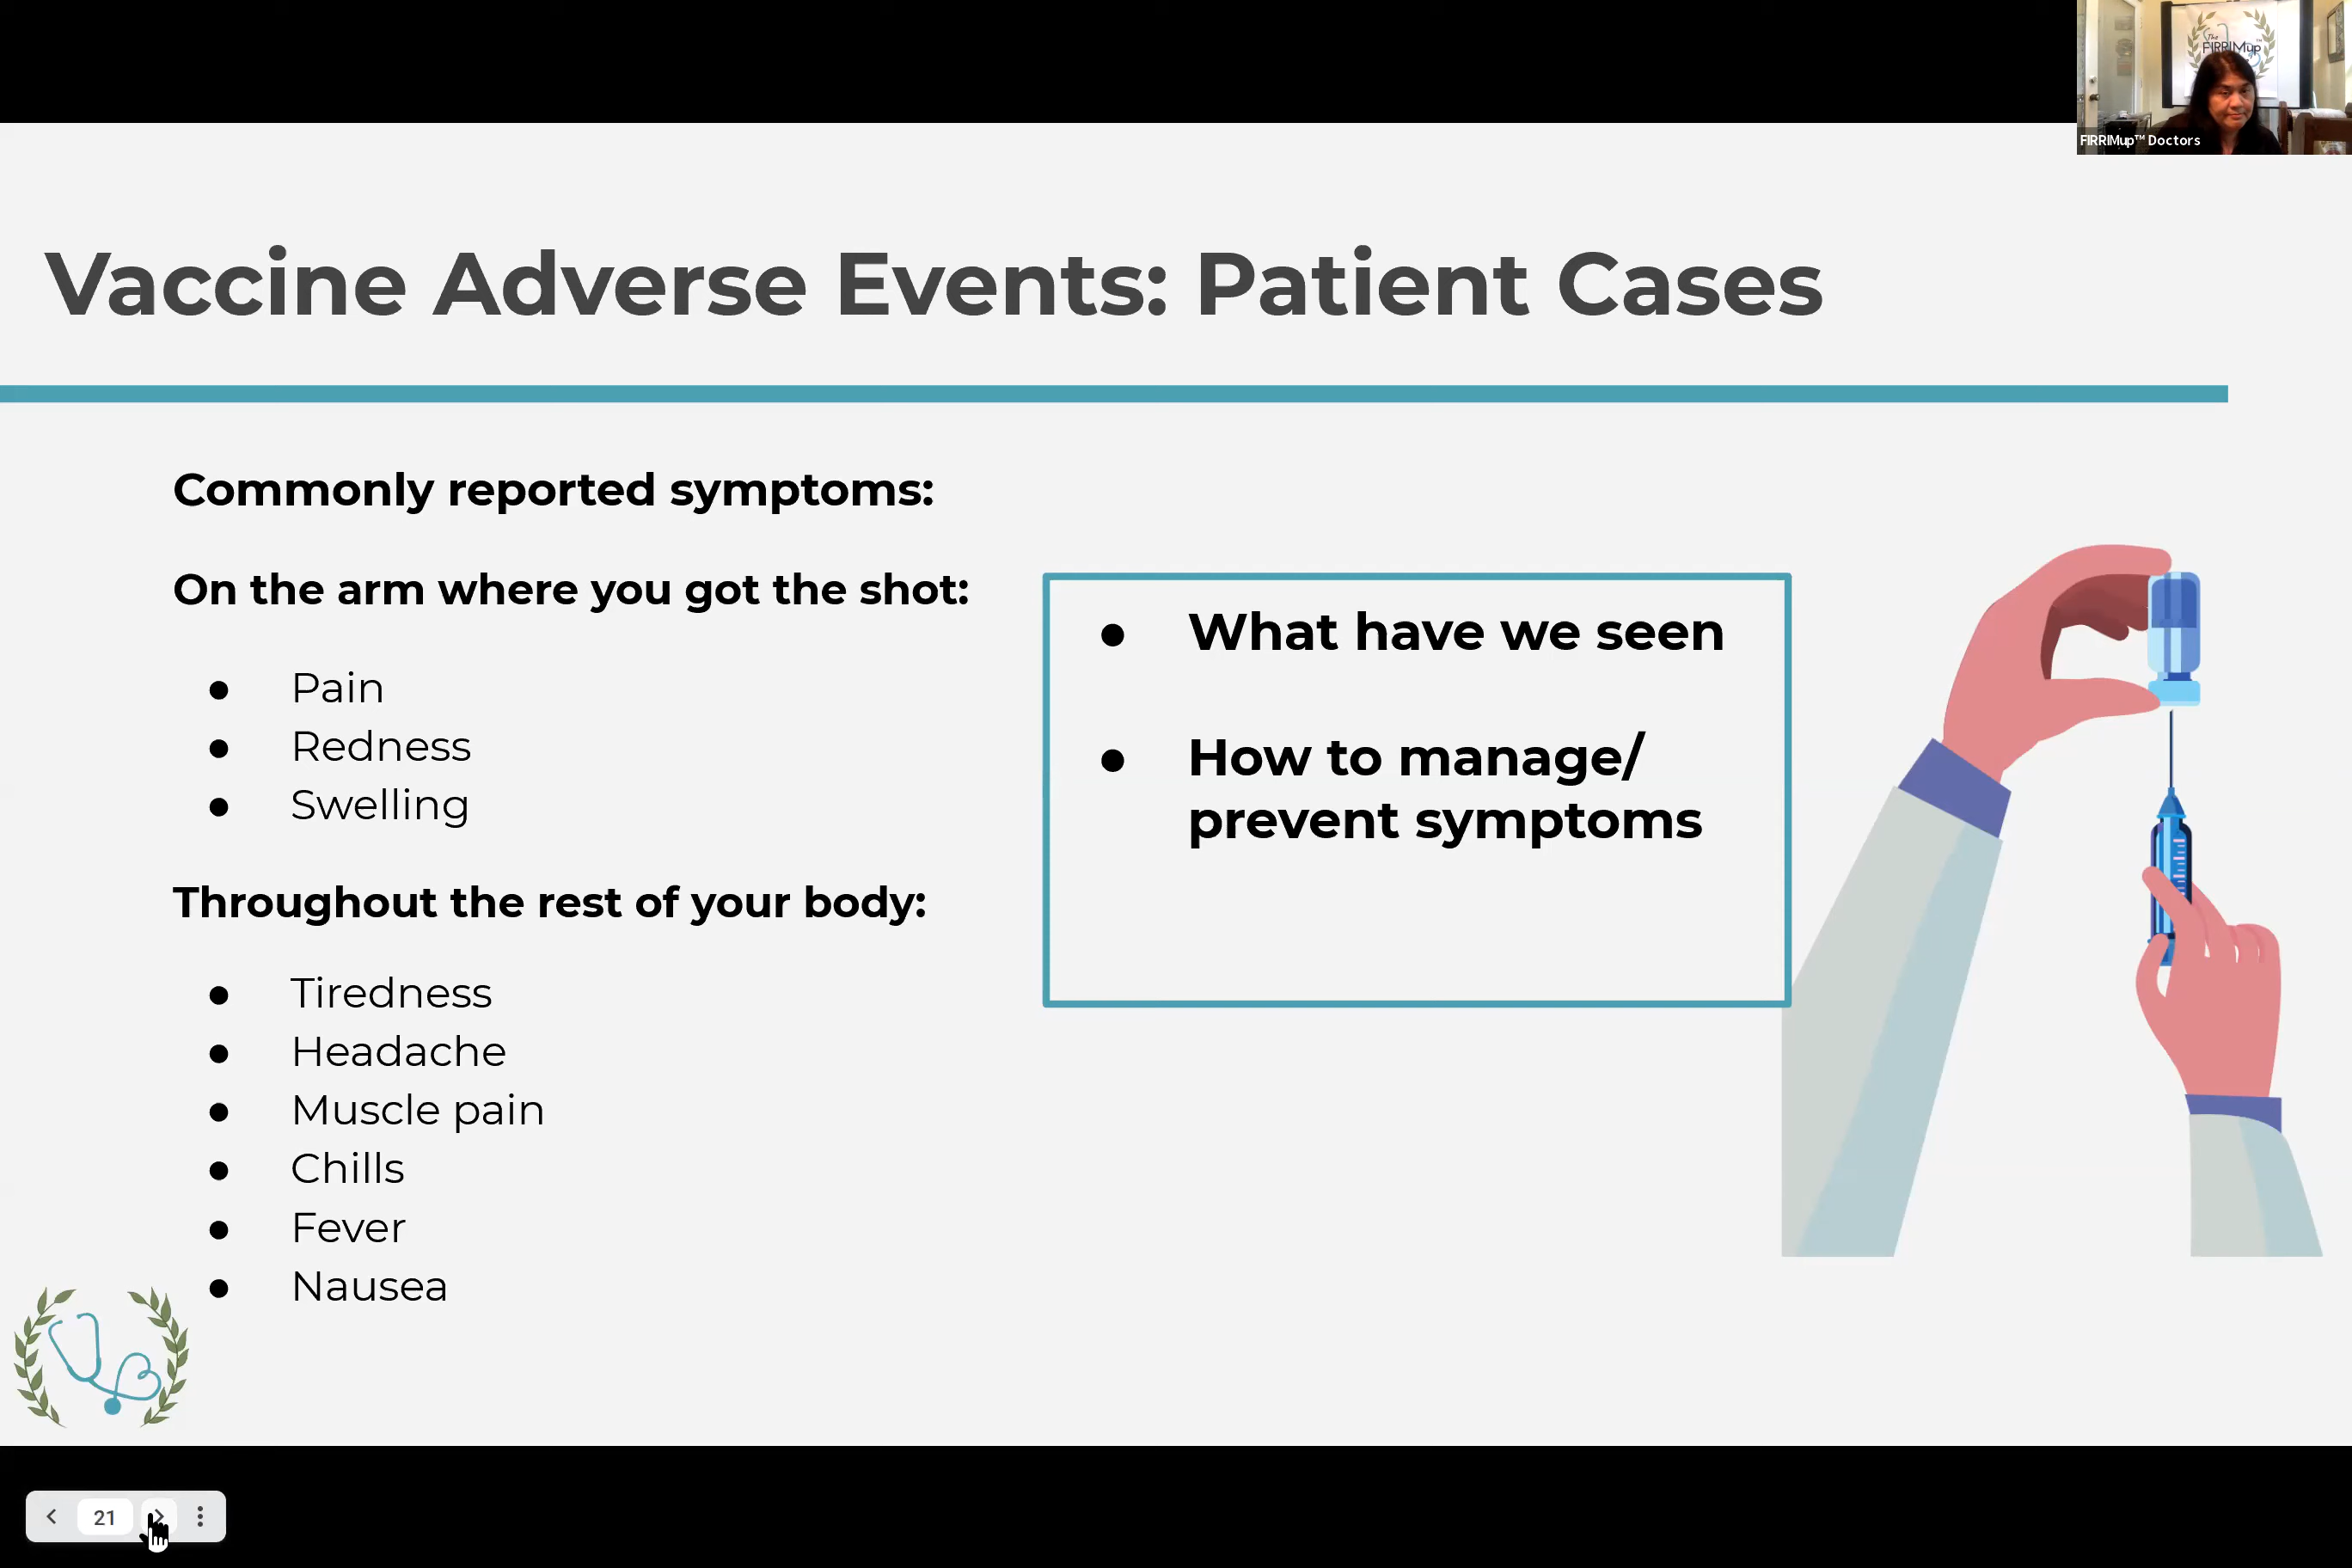 The
FIRRIMup™
FIRRIMup™ Doctors
Vaccine Adverse Events: Patient Cases
Commonly reported symptoms:
On the arm where you got the shot:
● Pain
● Redness
● Swelling
Throughout the rest of your body:
● Tiredness
● Headache
● Muscle pain
● Chills
● Fever
● Nausea
● What have we seen
● How to manage/
prevent symptoms
21